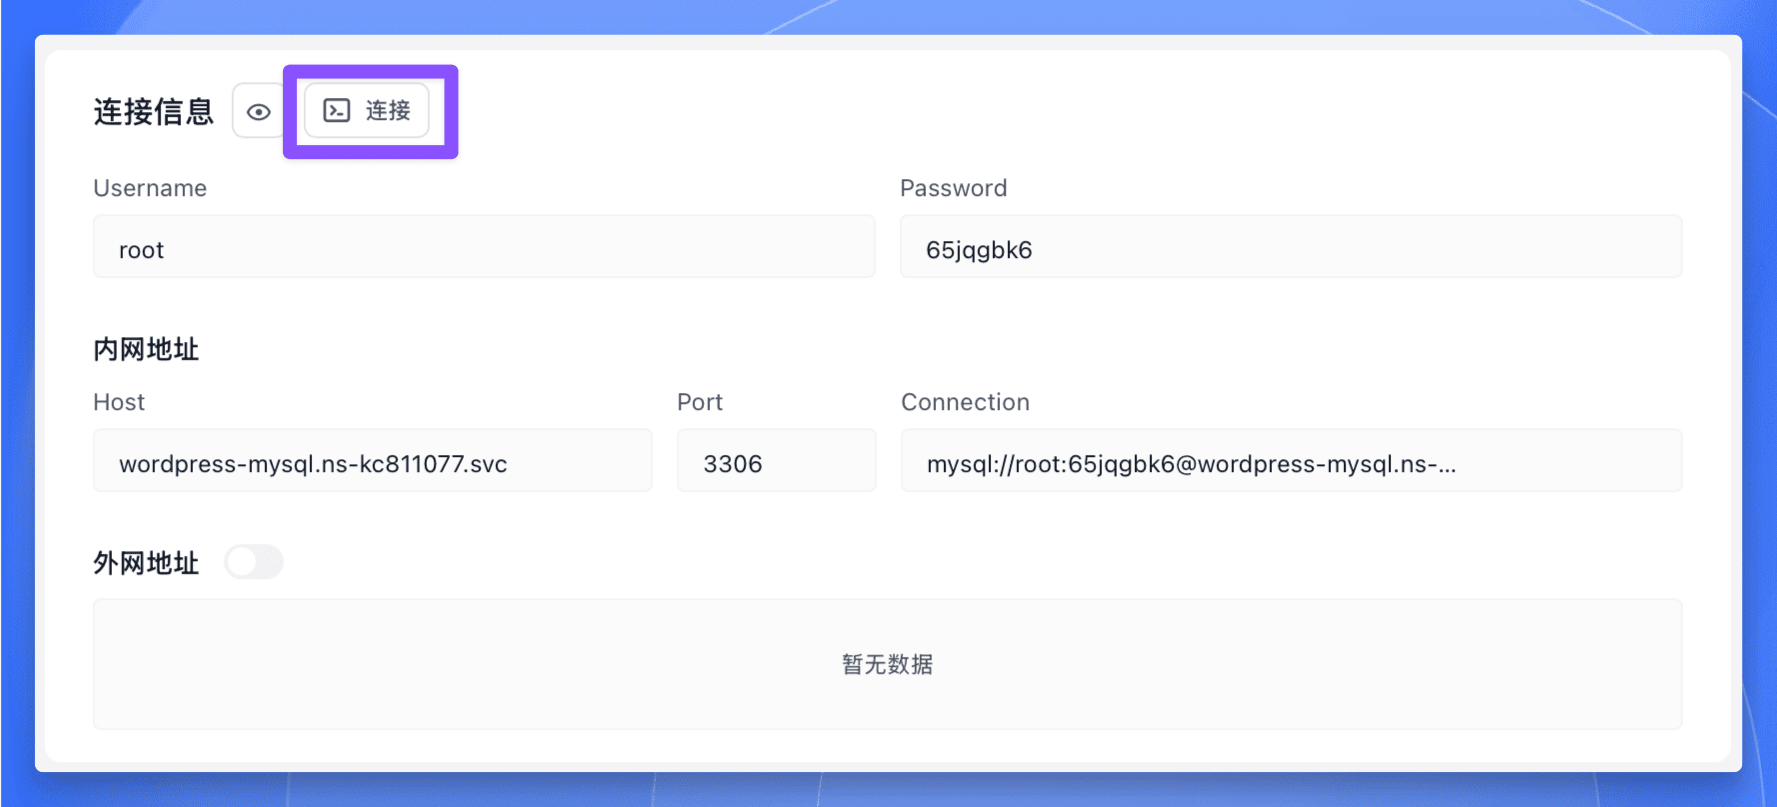 连接信息 连接
Username Password
root 65jqgbk6
内网地址
Host Port Connection
wordpress-mysql.ns-kc811077.svc 3306 mysql://root:65jqgbk6@wordpress-mysql.ns-...
外网地址
暂无数据